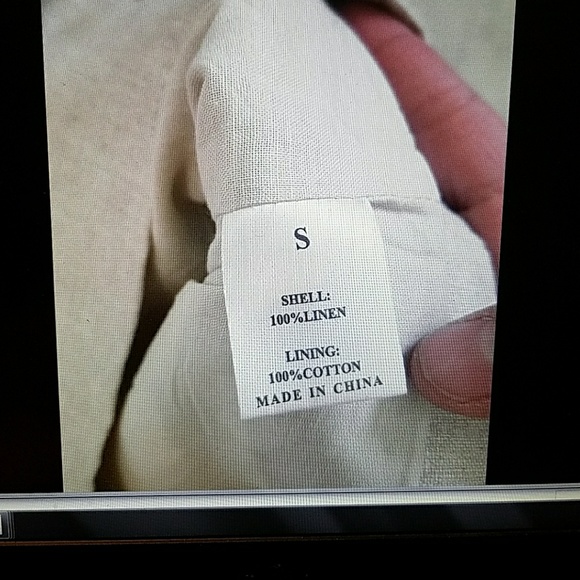 S
SHELL:
100%LINEN
LINING:
100%COTTON
MADE IN CHINA